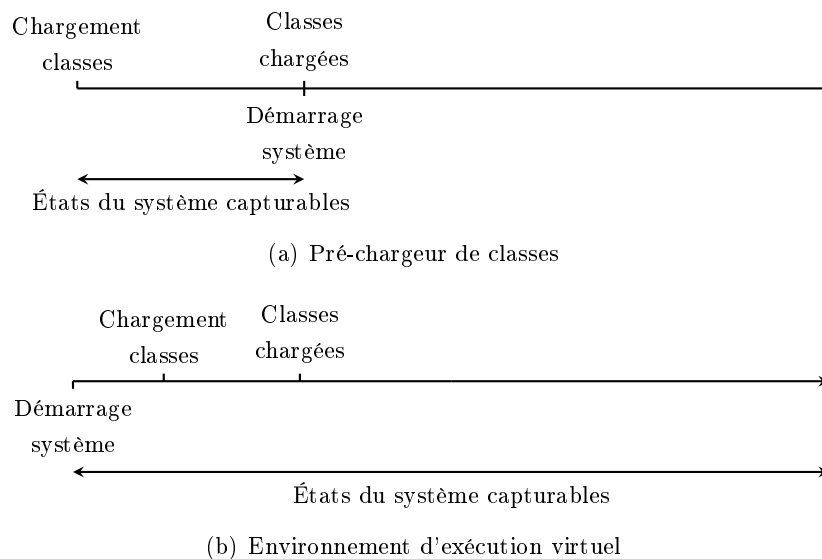 Chargement
classes
Classes
chargées
Démarrage
système
États du système capturables
(a) Pré-chargeur de classes
Chargement
classes
Classes
chargées
Démarrage
système
États du système capturables
(b) Environnement d'exécution virtuel